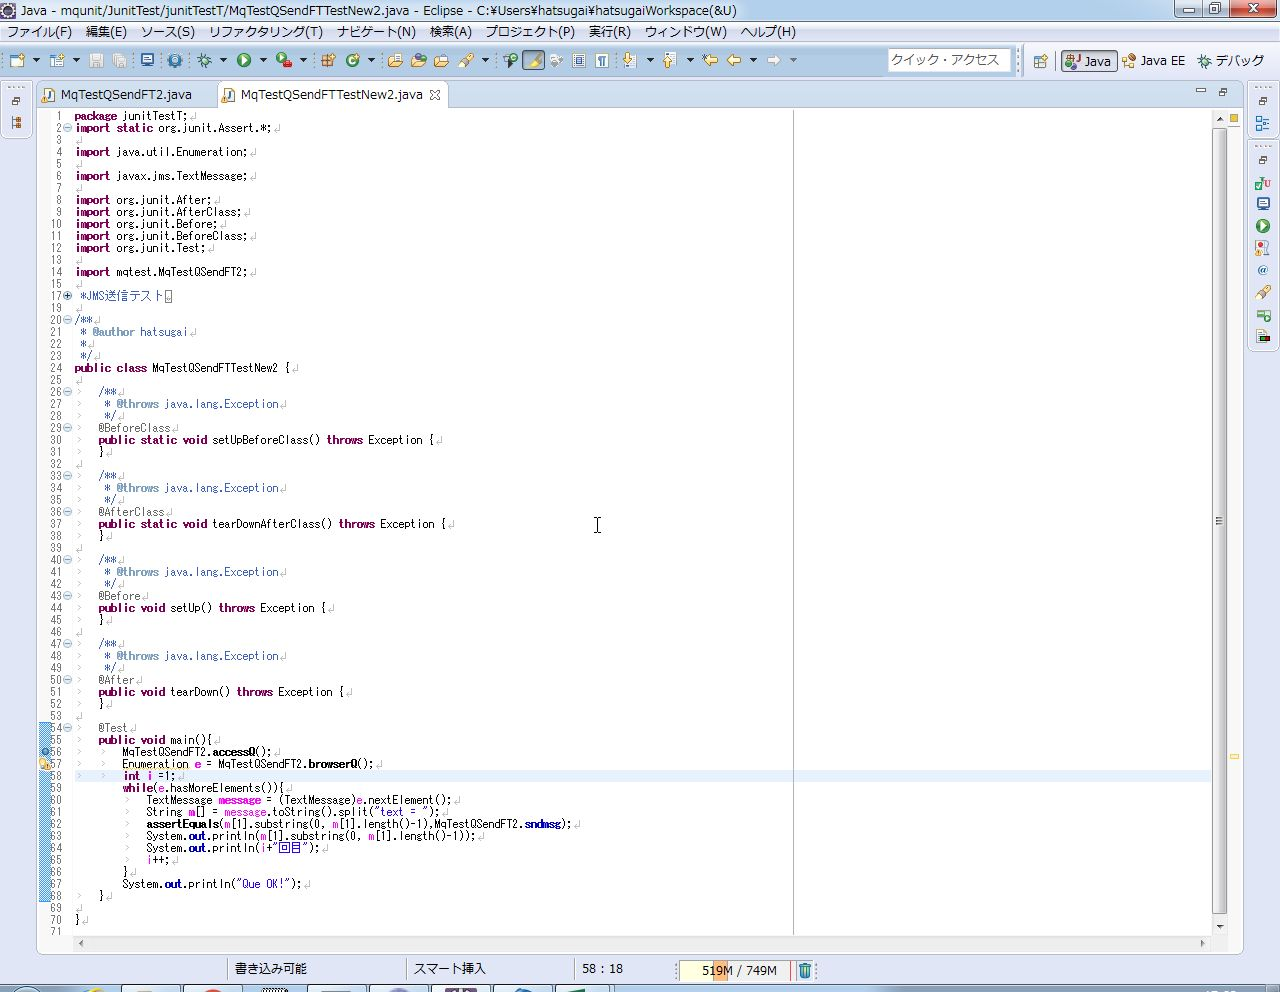 Java - mqunit/JunitTest/junitTestT/MqTestQSendFTTestNew2.java - Eclipse - C:¥Users¥hatsugai¥hatsugaiWorkspace(&U)
ファイル(F) 編集(E) ソース(S) リファクタリング(T) ナビゲート(N) 検索(A) プロジェクト(P) 実行(R) ウィンドウ(W) ヘルプ(H)
クイック・アクセス Java Java EE デバッグ
MqTestQSendFT2.java MqTestQSendFTTestNew2.java
1 package junitTestT;
2 import static org.junit.Assert.*;
3
4 import java.util.Enumeration;
5
6 import javax.jms.TextMessage;
7
8 import org.junit.After;
9 import org.junit.AfterClass;
10 import org.junit.Before;
11 import org.junit.BeforeClass;
12 import org.junit.Test;
13
14 import mqtest.MqTestQSendFT2;
15
17 *JMS送信テスト
19
20 /**
21 * @author hatsugai
22 *
23 */
24 public class MqTestQSendFTTestNew2 {
25
26 /**
27 * @throws java.lang.Exception
28 */
29 @BeforeClass
30 public static void setUpBeforeClass() throws Exception {
31 }
32
33 /**
34 * @throws java.lang.Exception
35 */
36 @AfterClass
37 public static void tearDownAfterClass() throws Exception {
38 }
39
40 /**
41 * @throws java.lang.Exception
42 */
43 @Before
44 public void setUp() throws Exception {
45 }
46
47 /**
48 * @throws java.lang.Exception
49 */
50 @After
51 public void tearDown() throws Exception {
52 }
53
54 @Test
55 public void main(){
56 MqTestQSendFT2.accessQ();
57 Enumeration e = MqTestQSendFT2.browserQ();
58 int i =1;
59 while(e.hasMoreElements()){
60 TextMessage message = (TextMessage)e.nextElement();
61 String m[] = message.toString().split("text = ");
62 assertEquals(m[1].substring(0, m[1].length()-1),MqTestQSendFT2.sndmsg);
63 System.out.println(m[1].substring(0, m[1].length()-1));
64 System.out.println(i+"回目");
65 i++;
66 }
67 System.out.println("Que OK!");
68 }
69
70 }
71
書き込み可能 スマート挿入 58 : 18 519M / 749M